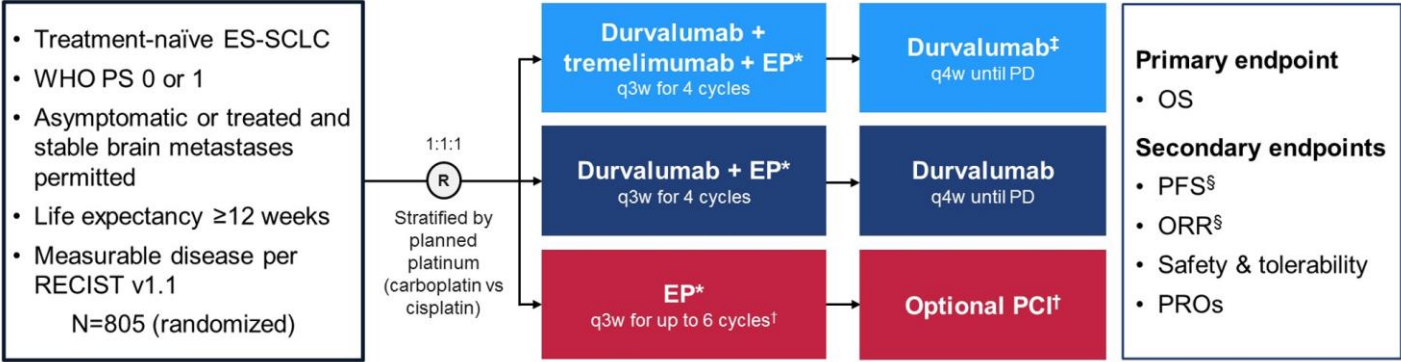 • Treatment-naïve ES-SCLC
• WHO PS 0 or 1
• Asymptomatic or treated and
stable brain metastases
permitted
• Life expectancy ≥12 weeks
• Measurable disease per
RECIST v1.1
N=805 (randomized)
1:1:1
R
Stratified by
planned
platinum
(carboplatin vs
cisplatin)
Durvalumab +
tremelimumab + EP*
q3w for 4 cycles
Durvalumab‡
q4w until PD
Durvalumab + EP*
q3w for 4 cycles
Durvalumab
q4w until PD
EP*
q3w for up to 6 cycles†
Optional PCI†
Primary endpoint
• OS
Secondary endpoints
• PFS§
• ORR§
• Safety & tolerability
• PROs